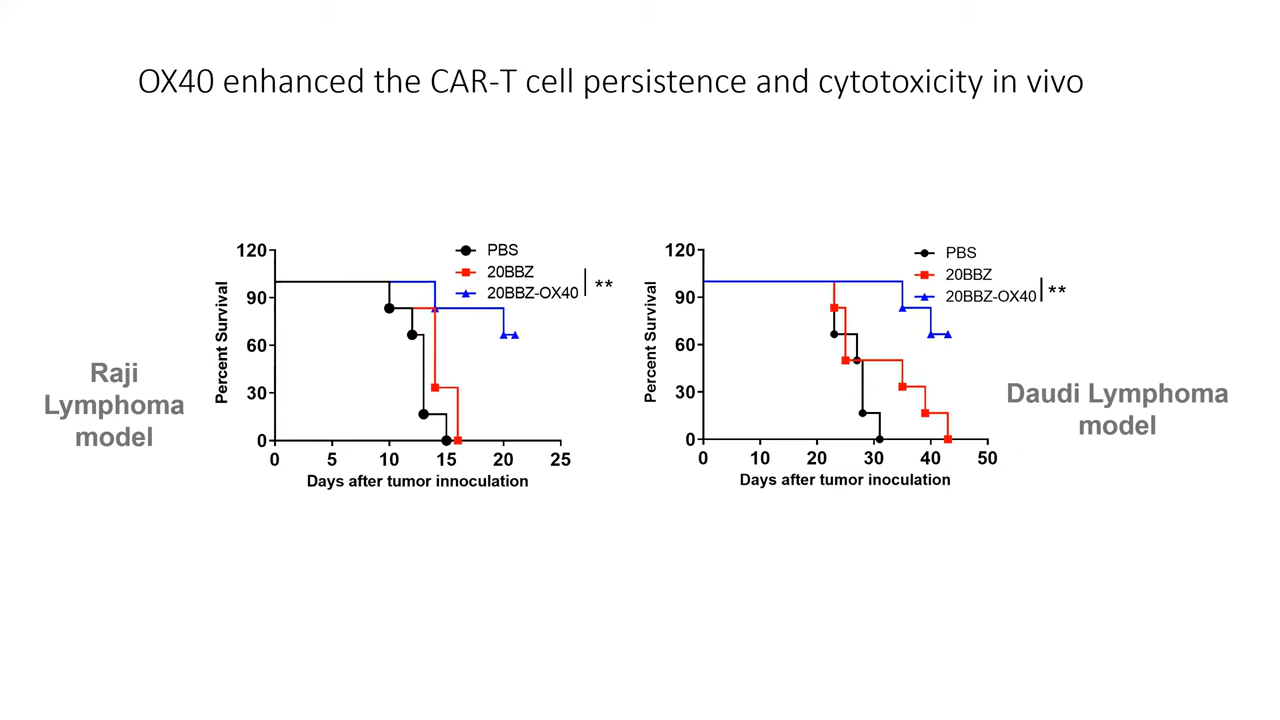 OX40 enhanced the CAR-T cell persistence and cytotoxicity in vivo
Raji
Lymphoma
model
Percent Survival
120
90
60
30
0
0 5 10 15 20 25
Days after tumor innoculation
PBS
20BBZ
20BBZ-OX40
**
Percent Survival
120
90
60
30
0
0 10 20 30 40 50
Days after tumor inoculation
PBS
20BBZ
20BBZ-OX40
**
Daudi Lymphoma
model